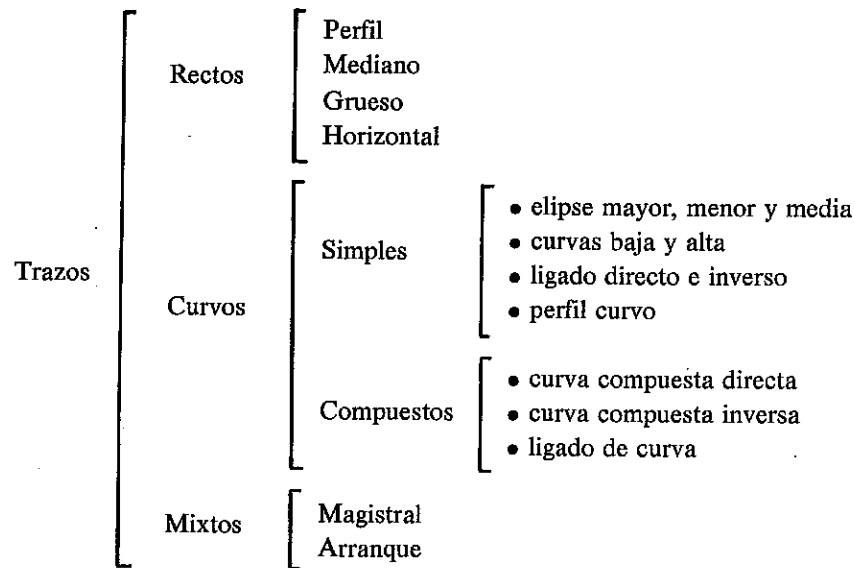 Trazos
Rectos
Perfil
Mediano
Grueso
Horizontal
Curvos
Simples
• elipse mayor, menor y media
• curvas baja y alta
• ligado directo e inverso
• perfil curvo
Compuestos
• curva compuesta directa
• curva compuesta inversa
• ligado de curva
Mixtos
Magistral
Arranque